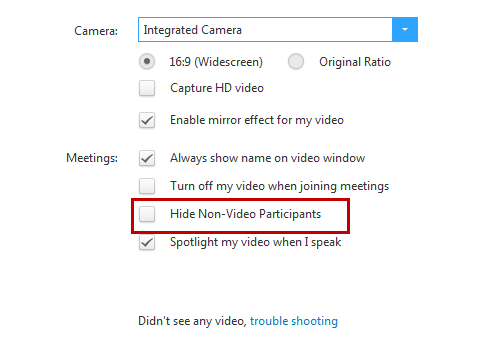 Camera: Integrated Camera
16:9 (Widescreen) Original Ratio
Capture HD video
Enable mirror effect for my video
Meetings: Always show name on video window
Turn off my video when joining meetings
Hide Non-Video Participants
Spotlight my video when I speak
Didn't see any video, trouble shooting